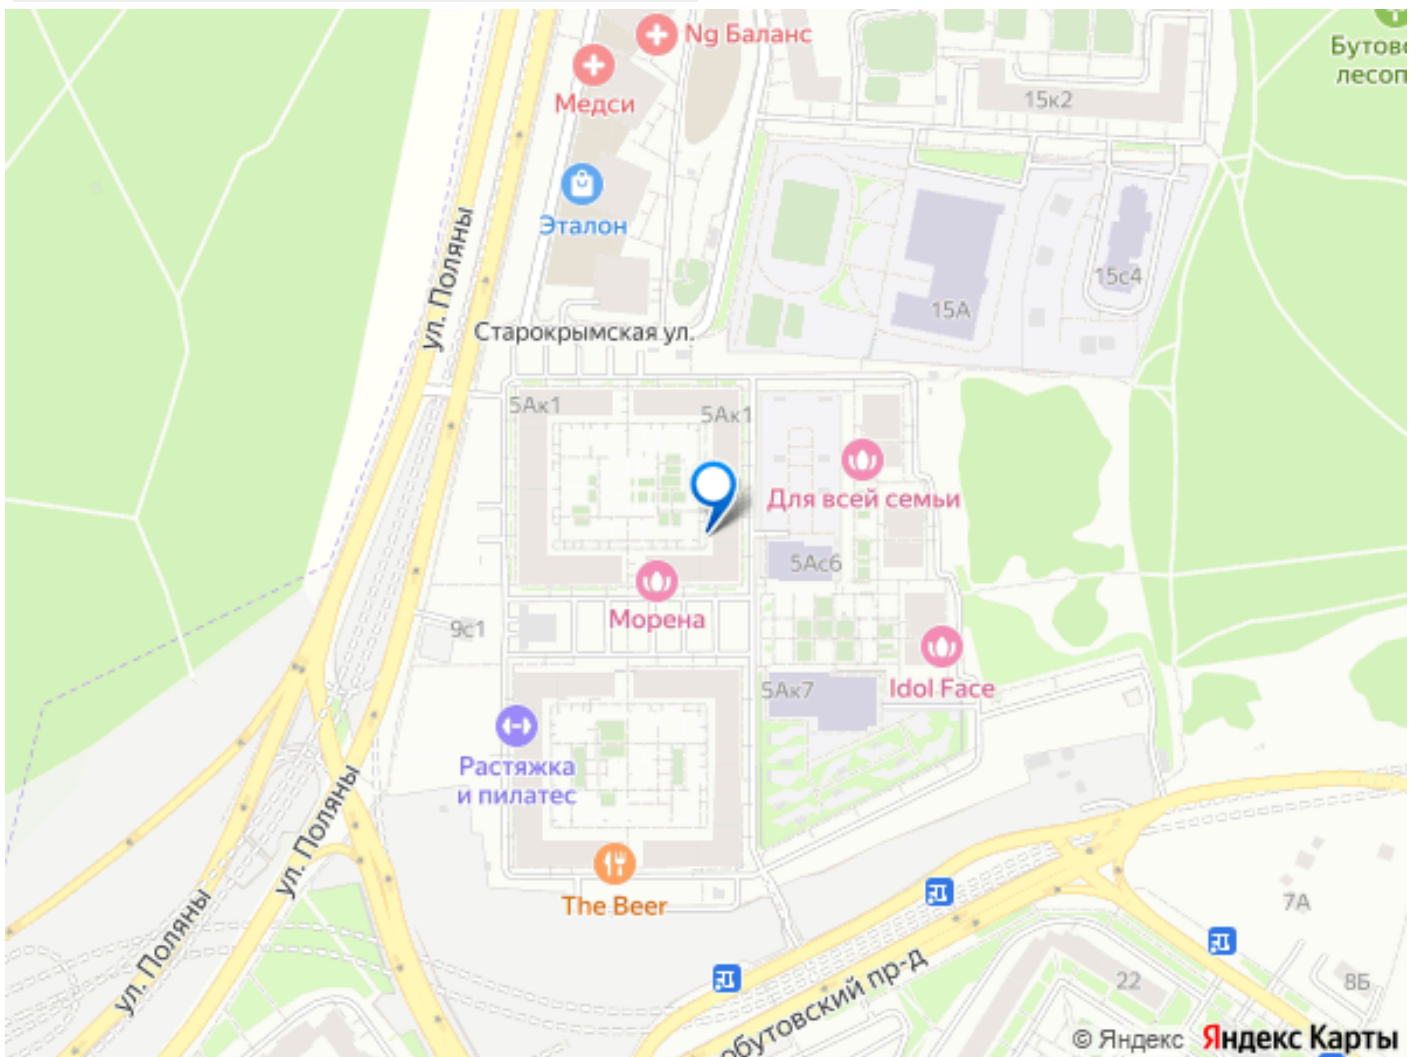 Ng Баланс
Медси
Бутовс
лесоп
15к2
Эталон
ул. Поляны
15с4
15А
Старокрымская ул.
5Ак1
5Ак1
Для всей семьи
5Ас6
Морена
9с1
5Ак7
Idol Face
Растяжка
и пилатес
ул. Поляны
The Beer
7А
ул. Поляны
обутовский пр-д
22
8Б
© Яндекс Яндекс Карты